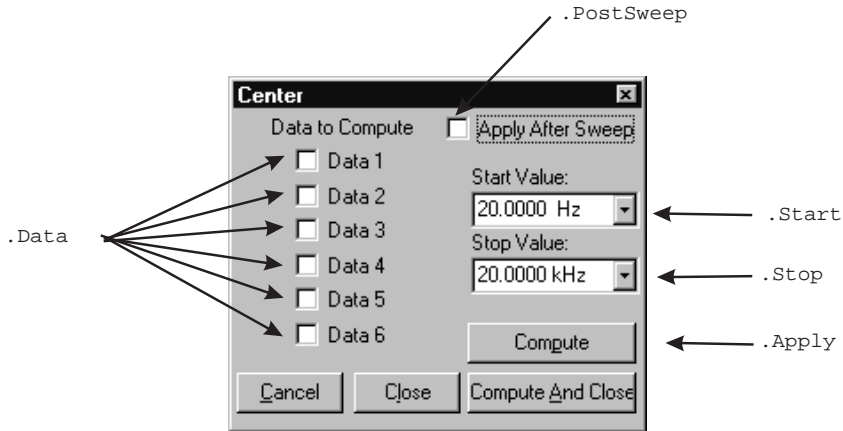 .PostSweep
Center
Data to Compute
Apply After Sweep
Data 1
Data 2
Data 3
Data 4
Data 5
Data 6
Start Value:
20.0000 Hz
Stop Value:
20.0000 kHz
.Data
.Start
.Stop
.Apply
Compute
Cancel
Close
Compute And Close